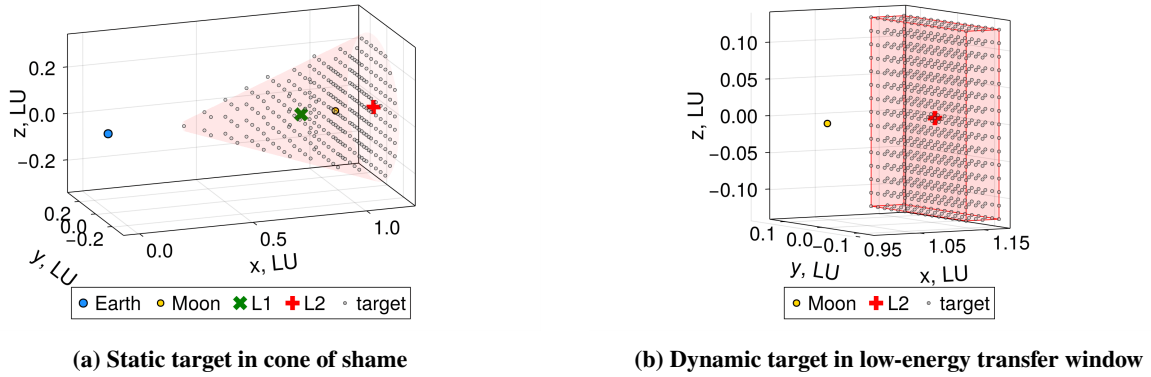 0.2
0.0
−0.2
z, LU
0.2
0.0
−0.2
y, LU
0.0
0.5
1.0
x, LU
Earth Moon L1 L2 target
(a) Static target in cone of shame
0.10
0.05
0.00
−0.05
−0.10
z, LU
0.1
0.0
−0.1
y, LU
0.95
1.05
1.15
x, LU
Moon L2 target
(b) Dynamic target in low-energy transfer window